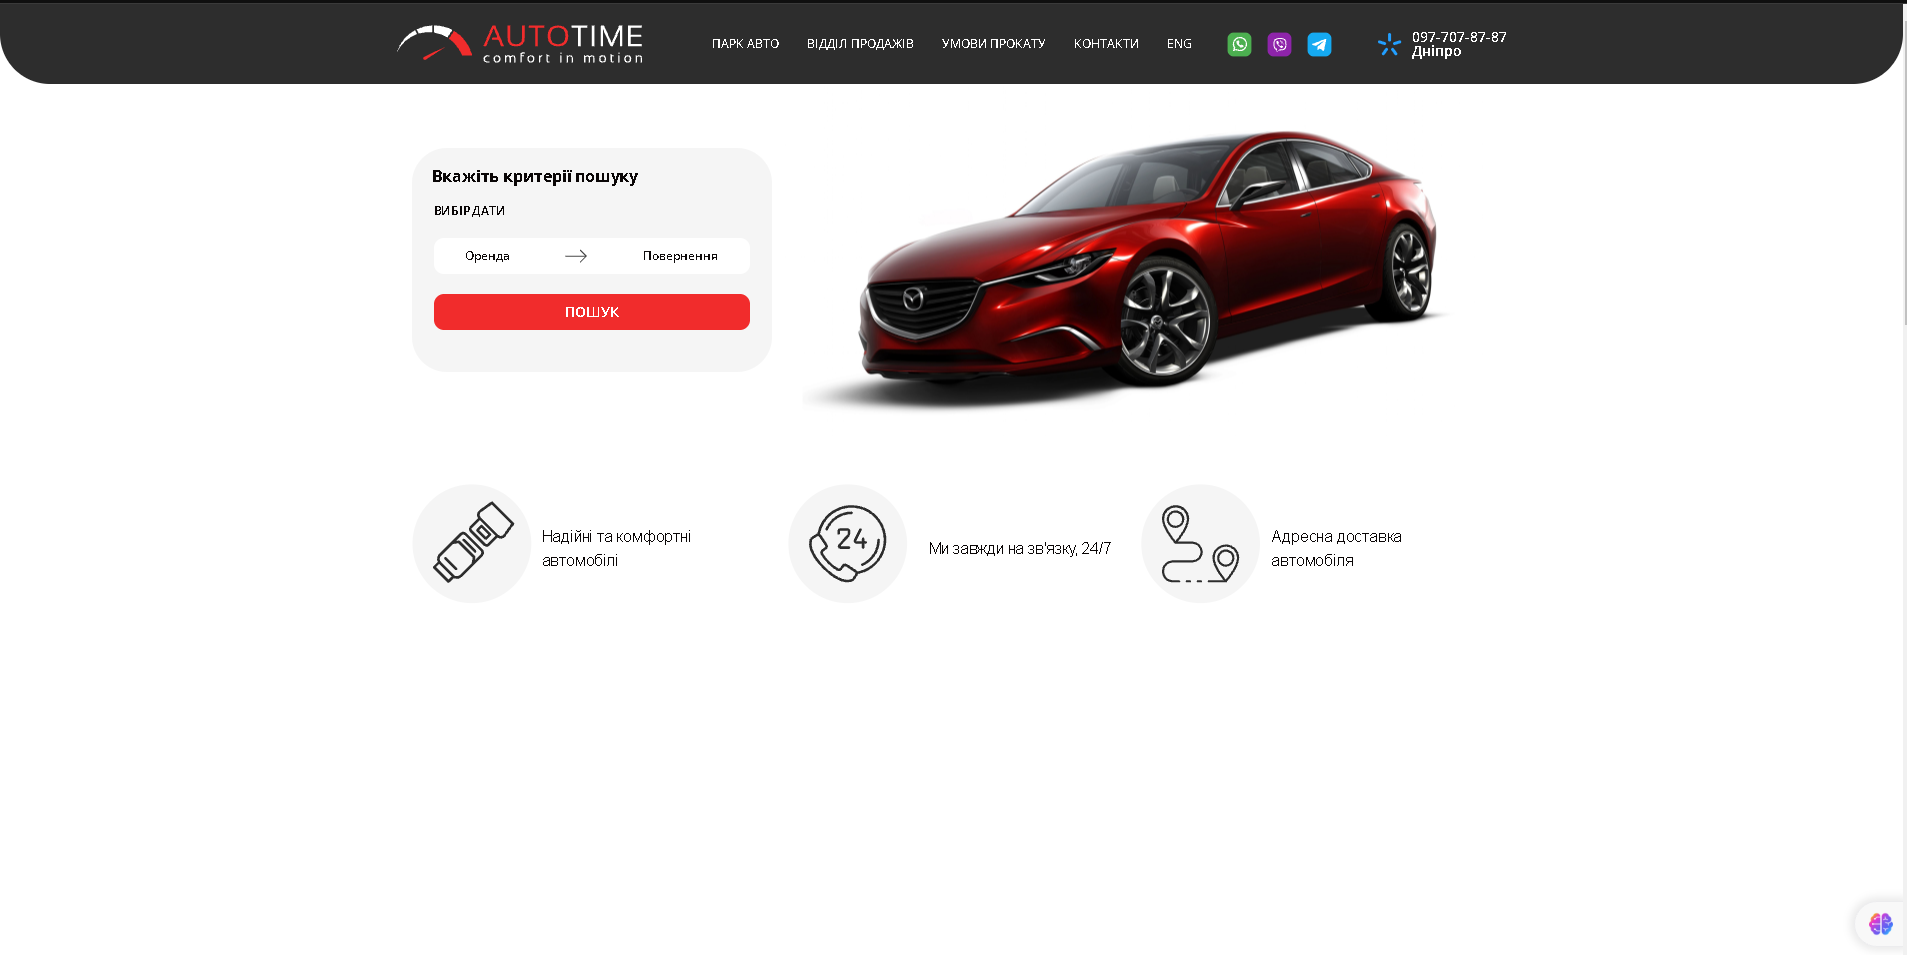 AUTOTIME
comfort in motion
ПАРК АВТО
ВІДДІЛ ПРОДАЖІВ
УМОВИ ПРОКАТУ
КОНТАКТИ
ENG
097-707-87-87
Дніпро
Вкажіть критерії пошуку
ВИБІР ДАТИ
Оренда
Повернення
ПОШУК
Надійні та комфортні
автомобілі
24
Ми завжди на зв'язку, 24/7
Адресна доставка
автомобіля